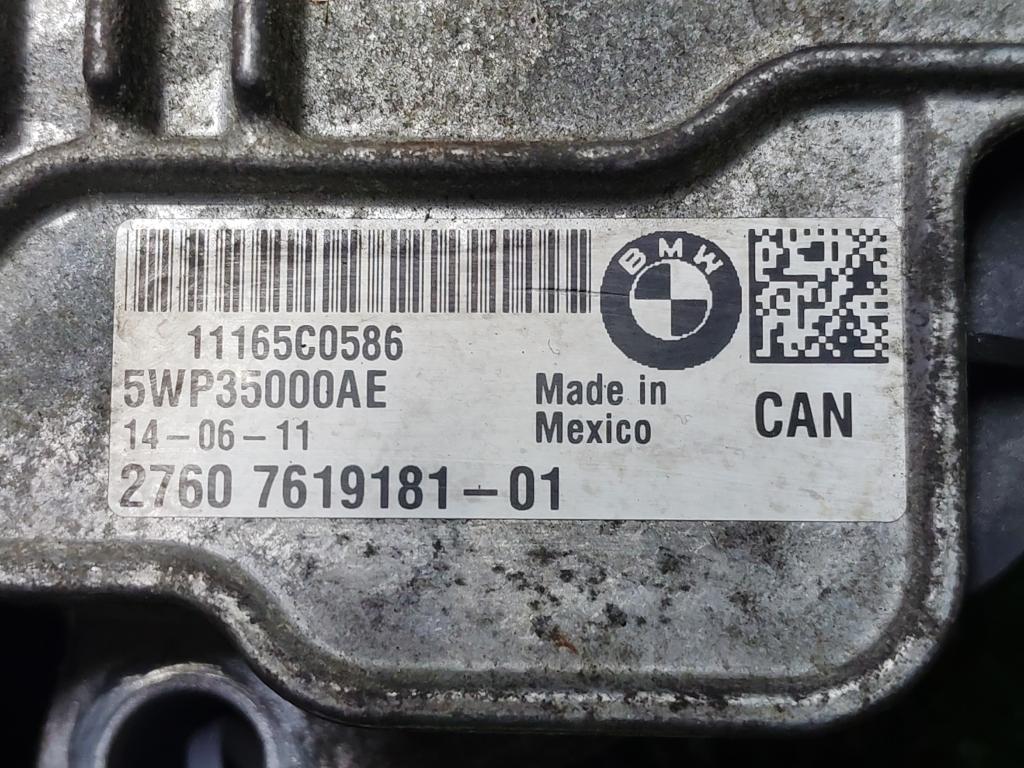 BMW
11165C0586
5WP35000AE
Made in
Mexico
CAN
14-06-11
2760 7619181-01